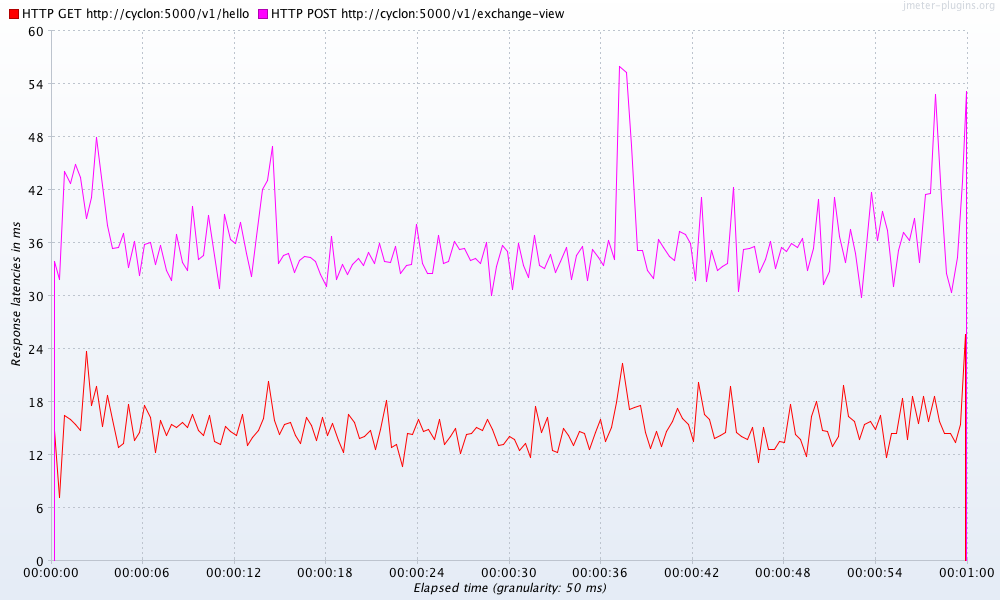 jmeter-plugins.org
HTTP GET http://cyclon:5000/v1/hello HTTP POST http://cyclon:5000/v1/exchange-view
60
54
48
42
36
30
24
18
12
6
0
Response latencies in ms
00:00:00 00:00:06 00:00:12 00:00:18 00:00:24 00:00:30 00:00:36 00:00:42 00:00:48 00:00:54 00:01:00
Elapsed time (granularity: 50 ms)